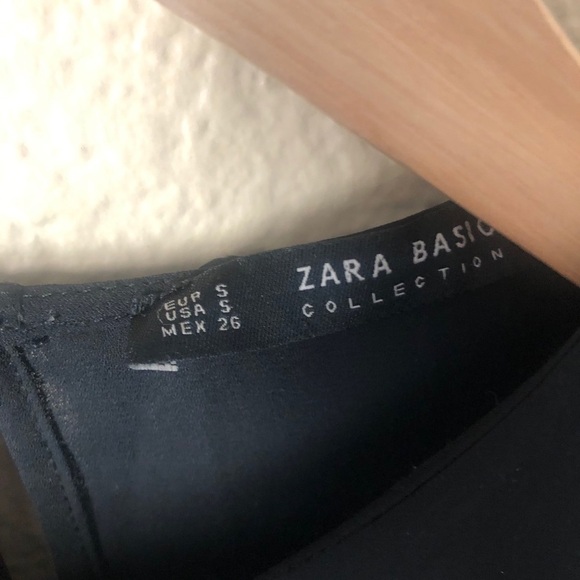 EUR S
USA S
MEX 26
ZARA BASIC
COLLECTION